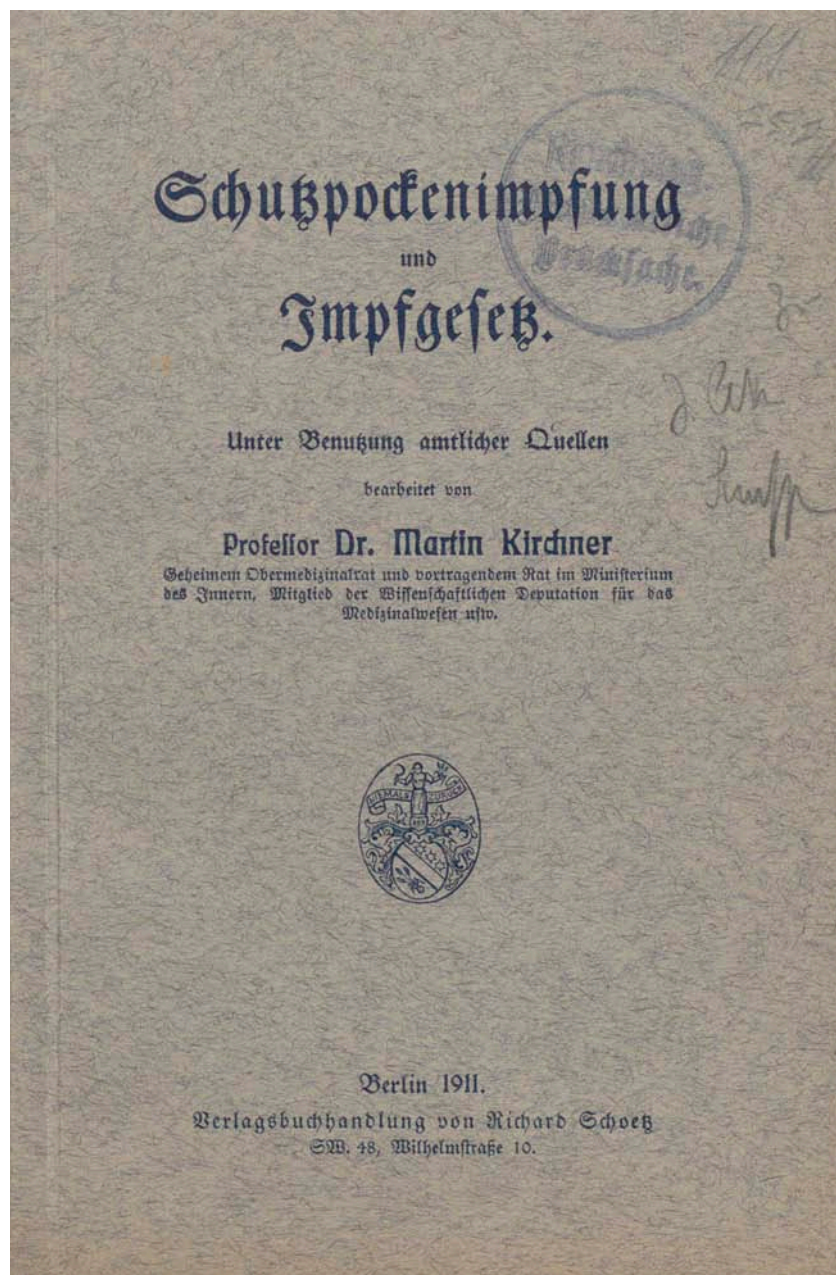 Schutzpockenimpfung
und
Impfgesetz.
Unter Benutzung amtlicher Quellen
bearbeitet von
Professor Dr. Martin Kirchner
Geheimem Obermedizinalrat und vortragendem Rat im Ministerium
des Innern, Mitglied der Wissenschaftlichen Deputation für das
Medizinalwesen usw.
NIEMALS ZURÜCK
Berlin 1911.
Verlagsbuchhandlung von Richard Schoetz
SW. 48, Wilhelmstraße 10.